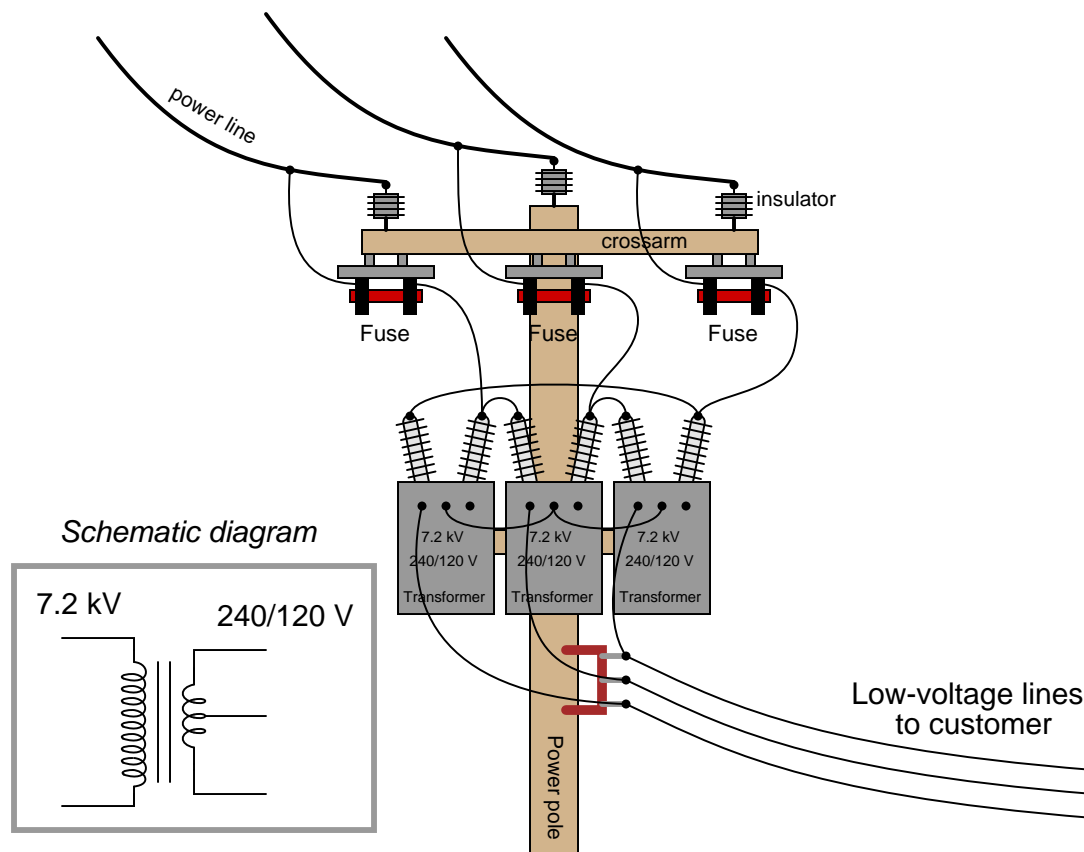 power line
insulator
crossarm
Fuse
Fuse
Fuse
7.2 kV
240/120 V
Transformer
7.2 kV
240/120 V
Transformer
7.2 kV
240/120 V
Transformer
Schematic diagram
7.2 kV
240/120 V
Low-voltage lines
to customer
Power pole